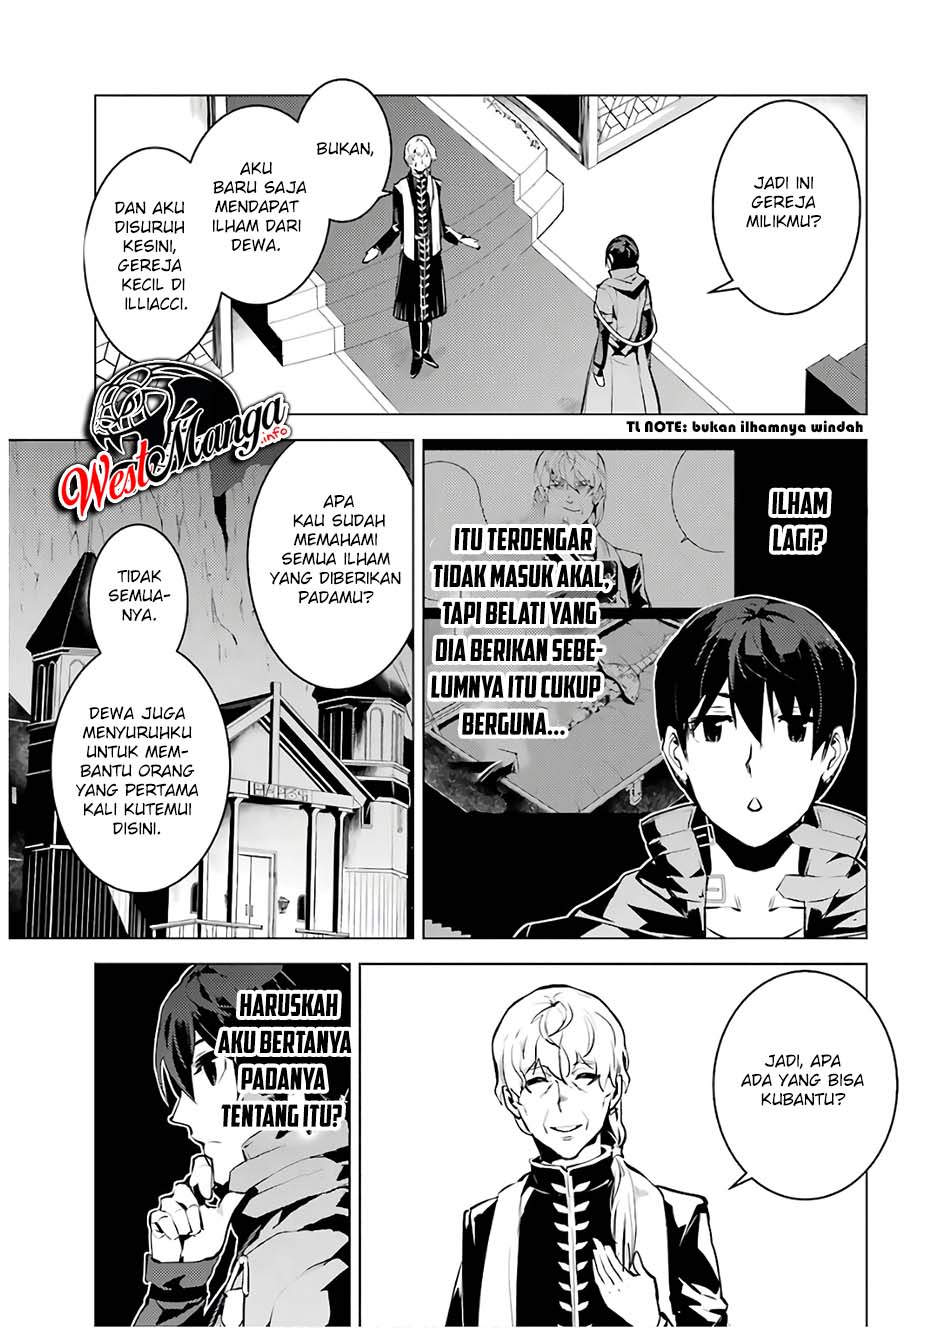 JADI INI
GEREJA
MILIKMU?
BUKAN,
AKU
BARU SAJA
MENDAPAT
ILHAM DARI
DEWA.
DAN AKU
DISURUH
KESINI,
GEREJA
KECIL DI
ILLIACCI.
TL NOTE: bukan ilhamnya windah
WestManga
.info
ILHAM
LAGI?
ITU TERDENGAR
TIDAK MASUK AKAL,
TAPI BELATI YANG
DIA BERIKAN SEBE-
LUMNYA ITU CUKUP
BERGUNA...
APA
KAU SUDAH
MEMAHAMI
SEMUA ILHAM
YANG DIBERIKAN
PADAMU?
TIDAK
SEMUA-
NYA.
DEWA JUGA
MENYURUHKU
UNTUK MEM-
BANTU ORANG
YANG PERTAMA
KALI KUTEMUI
DISINI.
JADI, APA
ADA YANG BISA
KUBANTU?
HARUSKAH
AKU BERTANYA
PADANYA
TENTANG ITU?